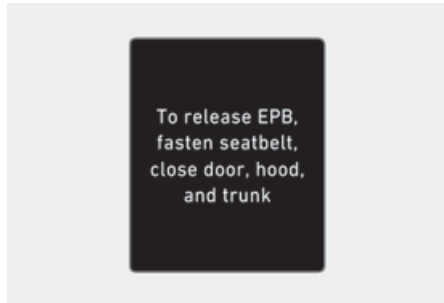 To release EPB,
fasten seatbelt,
close door, hood,
and trunk